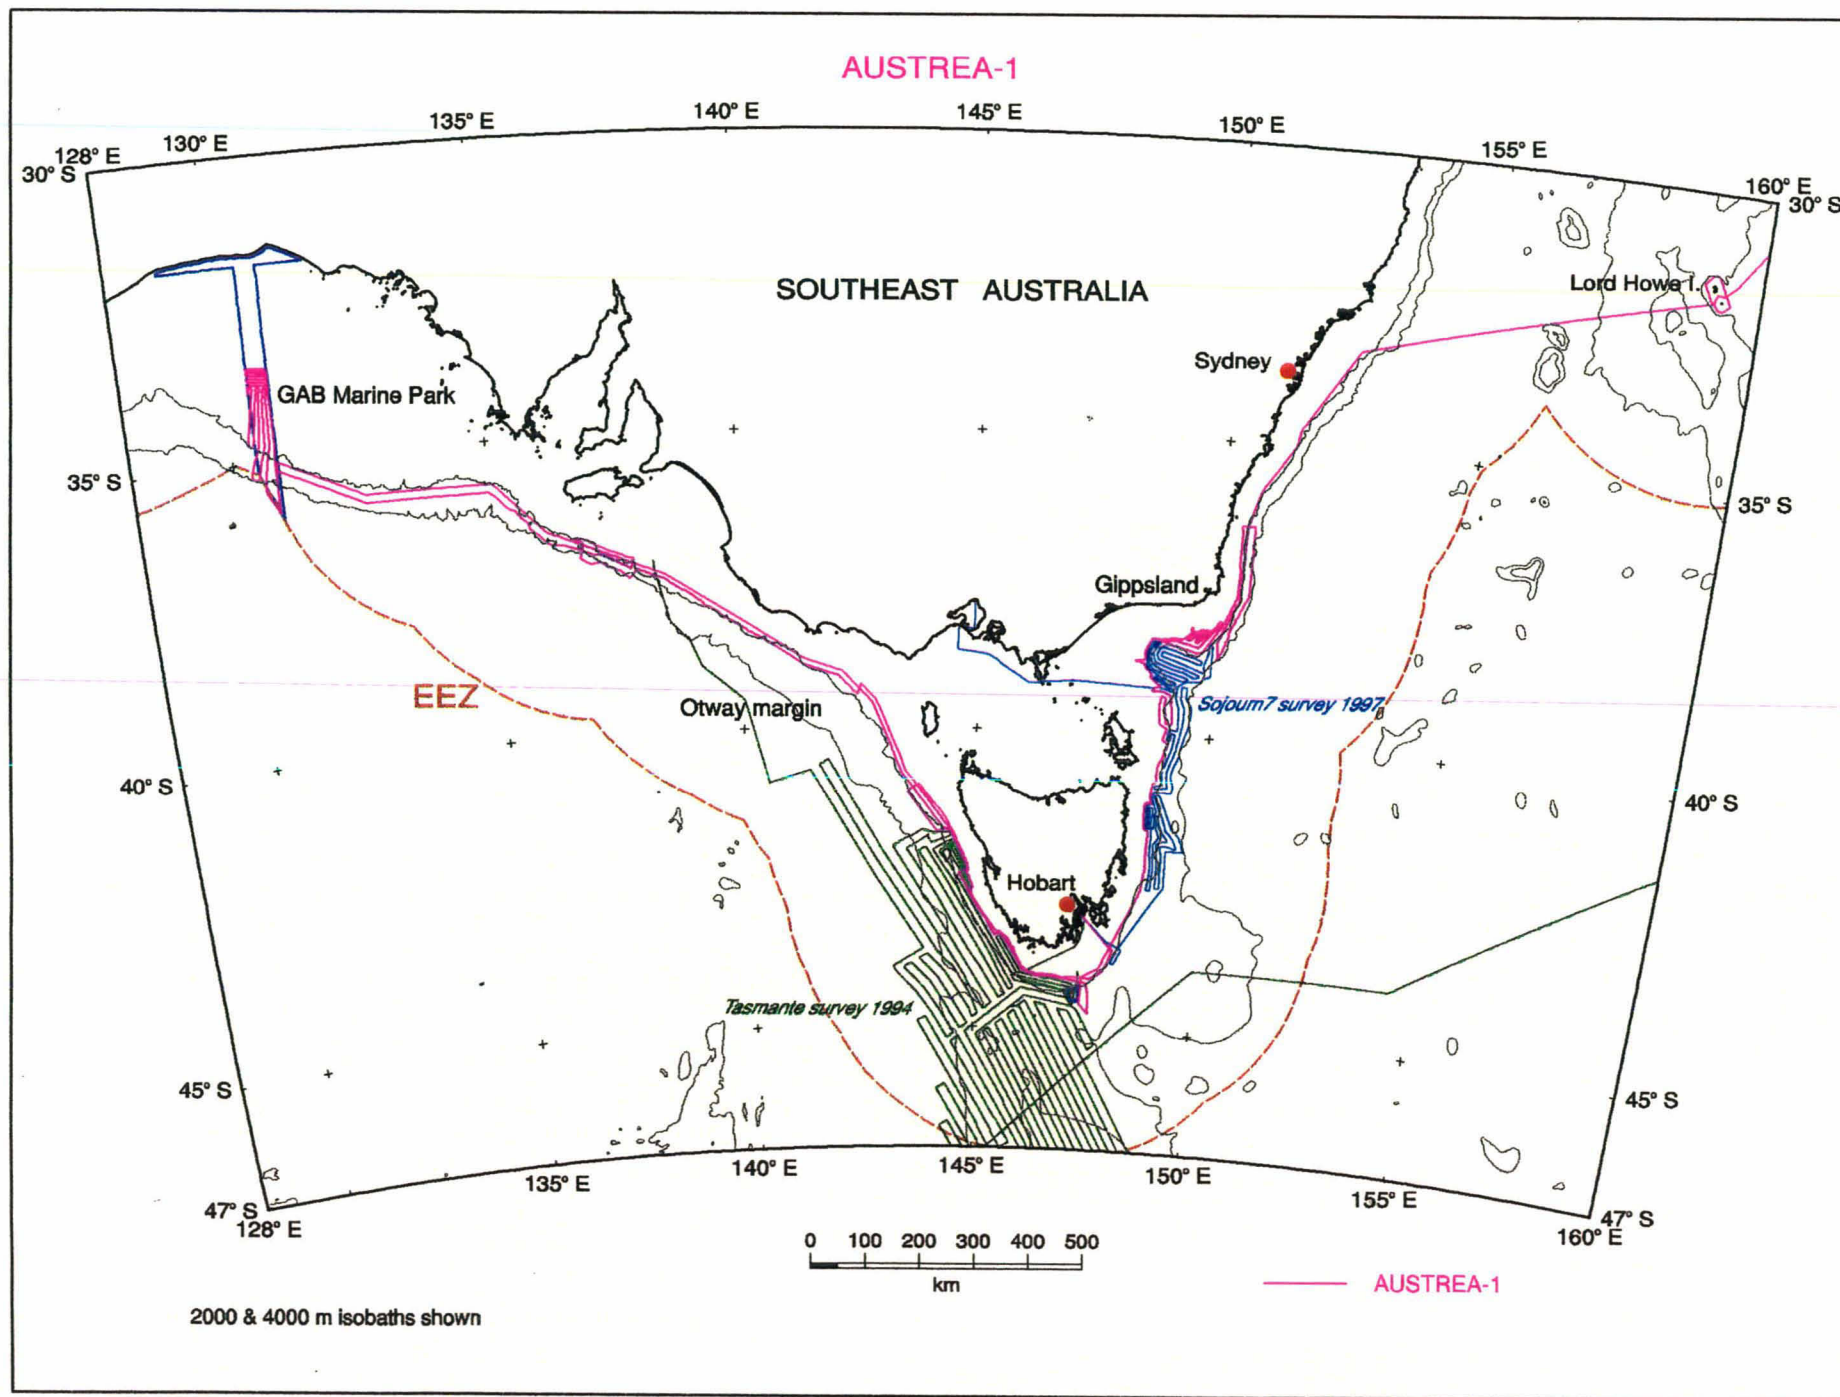 AUSTREA-1
128° E
130° E
135° E
140° E
145° E
150° E
155° E
160° E
30° S
30° S
SOUTHEAST AUSTRALIA
Lord Howe I.
Sydney
GAB Marine Park
35° S
35° S
Gippsland
EEZ
Otway margin
Sojourn7 survey 1997
40° S
40° S
Hobart
Tasmante survey 1994
45° S
45° S
47° S
128° E
135° E
140° E
145° E
150° E
155° E
160° E
47° S
0 100 200 300 400 500
km
AUSTREA-1
2000 & 4000 m isobaths shown